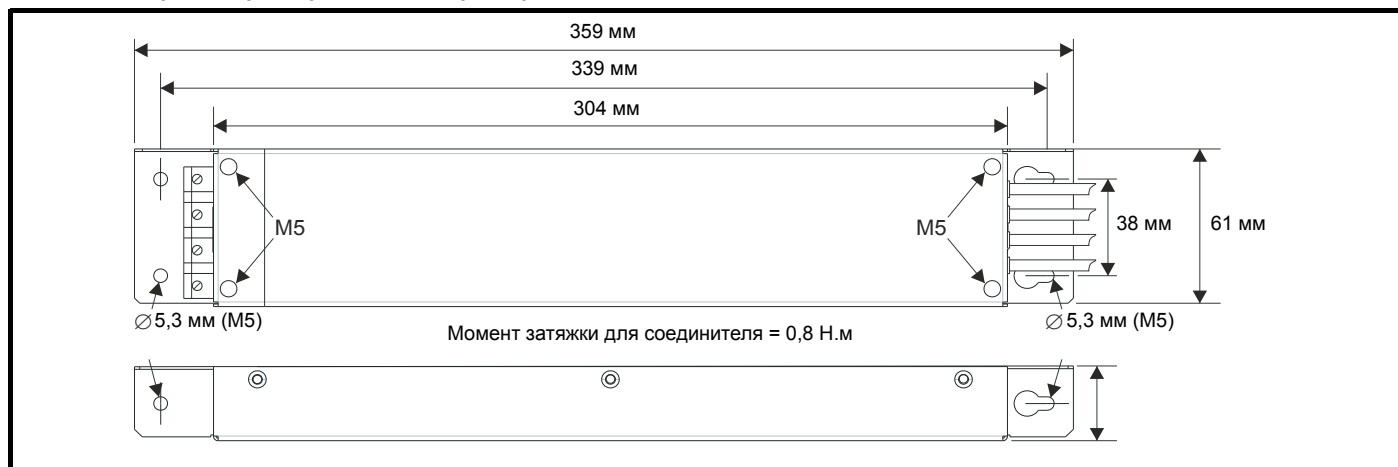 359 мм
339 мм
304 мм
M5
M5
38 мм
61 мм
∅ 5,3 мм (M5)
Момент затяжки для соединителя = 0,8 Н.м
∅ 5,3 мм (M5)